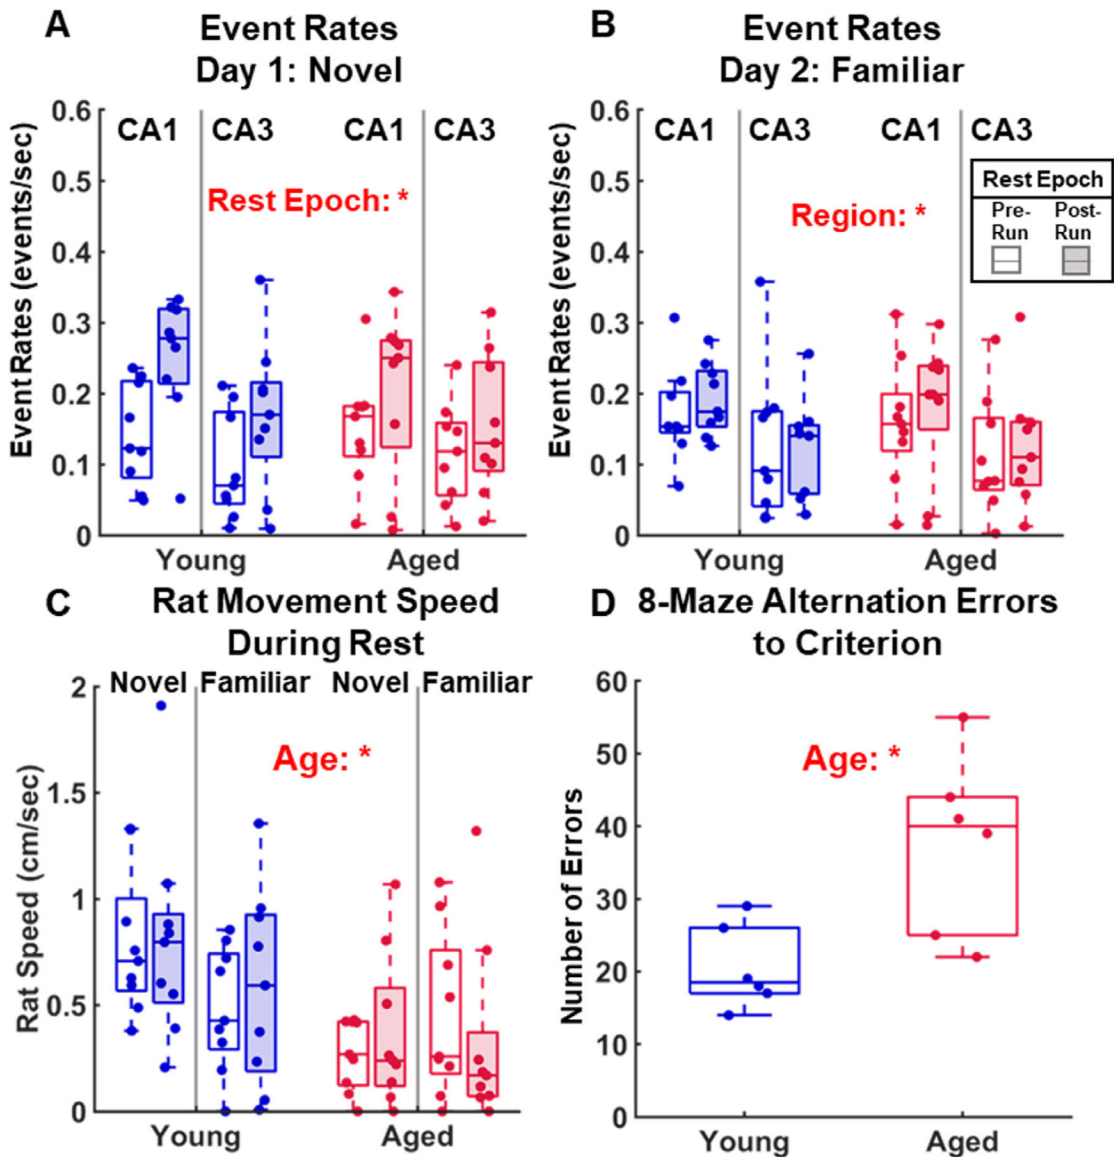 A
Event Rates
Day 1: Novel
Event Rates (events/sec)
0.6
0.5
0.4
0.3
0.2
0.1
0
CA1
CA3
CA1
CA3
Rest Epoch: *
Young
Aged
B
Event Rates
Day 2: Familiar
Event Rates (events/sec)
0.6
0.5
0.4
0.3
0.2
0.1
0
CA1
CA3
CA1
CA3
Region: *
Rest Epoch
Pre-
Run
Post-
Run
Young
Aged
C
Rat Movement Speed
During Rest
Novel
Familiar
Novel
Familiar
Rat Speed (cm/sec)
2
1.5
1
0.5
0
Age: *
Young
Aged
D
8-Maze Alternation Errors
to Criterion
Number of Errors
60
50
40
30
20
10
0
Age: *
Young
Aged